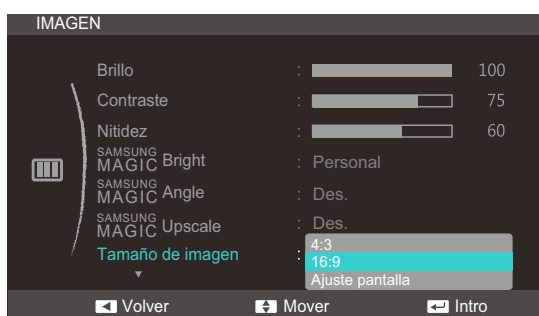 IMAGEN
Brillo : 100
Contraste : 75
Nitidez : 60
SAMSUNG MAGIC Bright : Personal
SAMSUNG MAGIC Angle : Des.
SAMSUNG MAGIC Upscale : Des.
Tamaño de imagen : 4:3
16:9
Ajuste pantalla
Volver Mover Intro